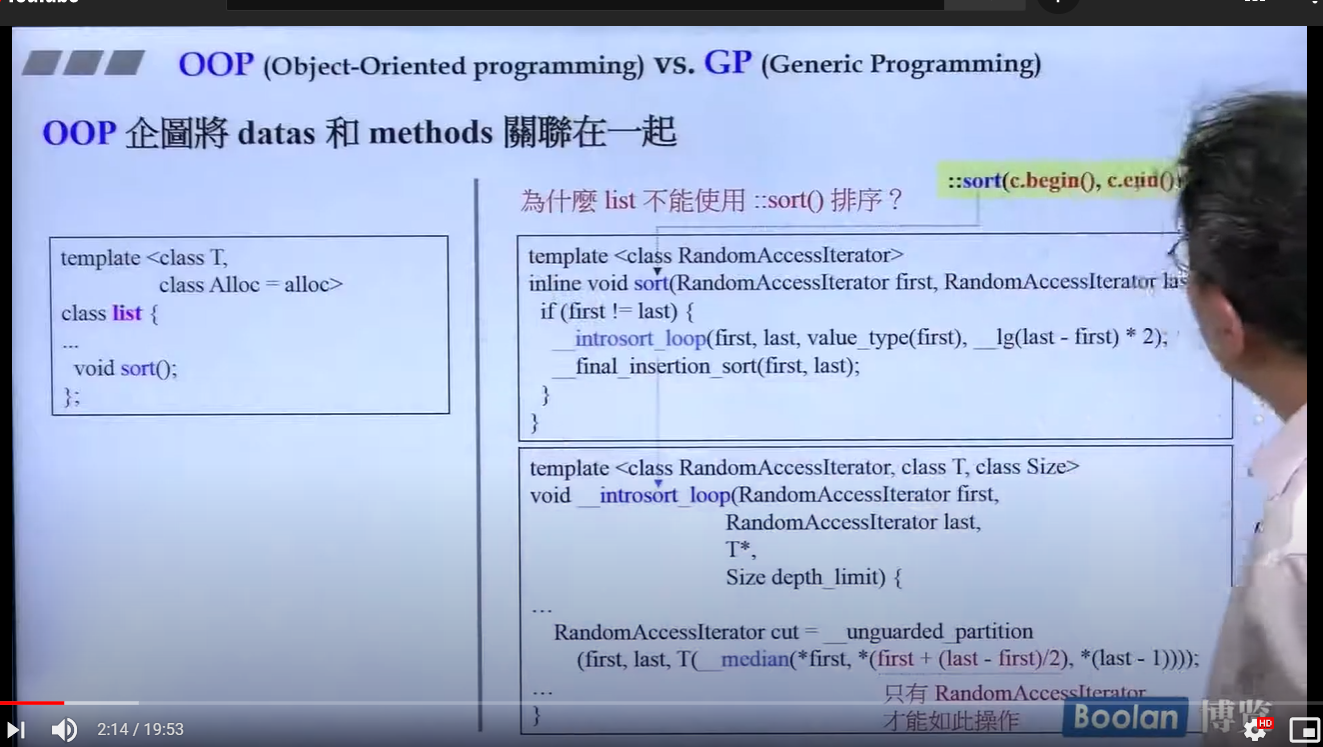 OOP (Object-Oriented programming) vs. GP (Generic Programming)
OOP 企圖將 datas 和 methods 關聯在一起
::sort(c.begin(), c.end())
為什麼 list 不能使用 ::sort() 排序？
template <class T,
class Alloc = alloc>
class list {
...
void sort();
};
template <class RandomAccessIterator>
inline void sort(RandomAccessIterator first, RandomAccessIterator las
if (first != last) {
__introsort_loop(first, last, value_type(first), __lg(last - first) * 2);
__final_insertion_sort(first, last);
}
}
template <class RandomAccessIterator, class T, class Size>
void __introsort_loop(RandomAccessIterator first,
RandomAccessIterator last,
T*,
Size depth_limit) {
...
RandomAccessIterator cut = __unguarded_partition
(first, last, T(__median(*first, *(first + (last - first)/2), *(last - 1))));
...
}
只有 RandomAccessIterator
才能如此操作
Boolan 博览
2:14 / 19:53
HD